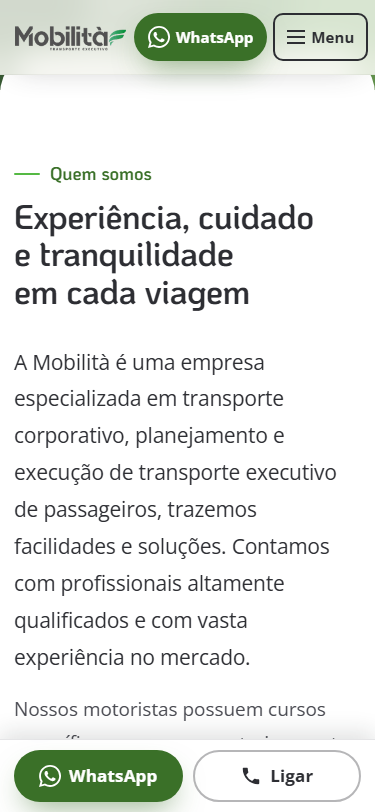 Mobilità
TRANSPORTE EXECUTIVO
WhatsApp
Menu
Quem somos
Experiência, cuidado
e tranquilidade
em cada viagem
A Mobilità é uma empresa
especializada em transporte
corporativo, planejamento e
execução de transporte executivo
de passageiros, trazemos
facilidades e soluções. Contamos
com profissionais altamente
qualificados e com vasta
experiência no mercado.
Nossos motoristas possuem cursos
WhatsApp
Ligar